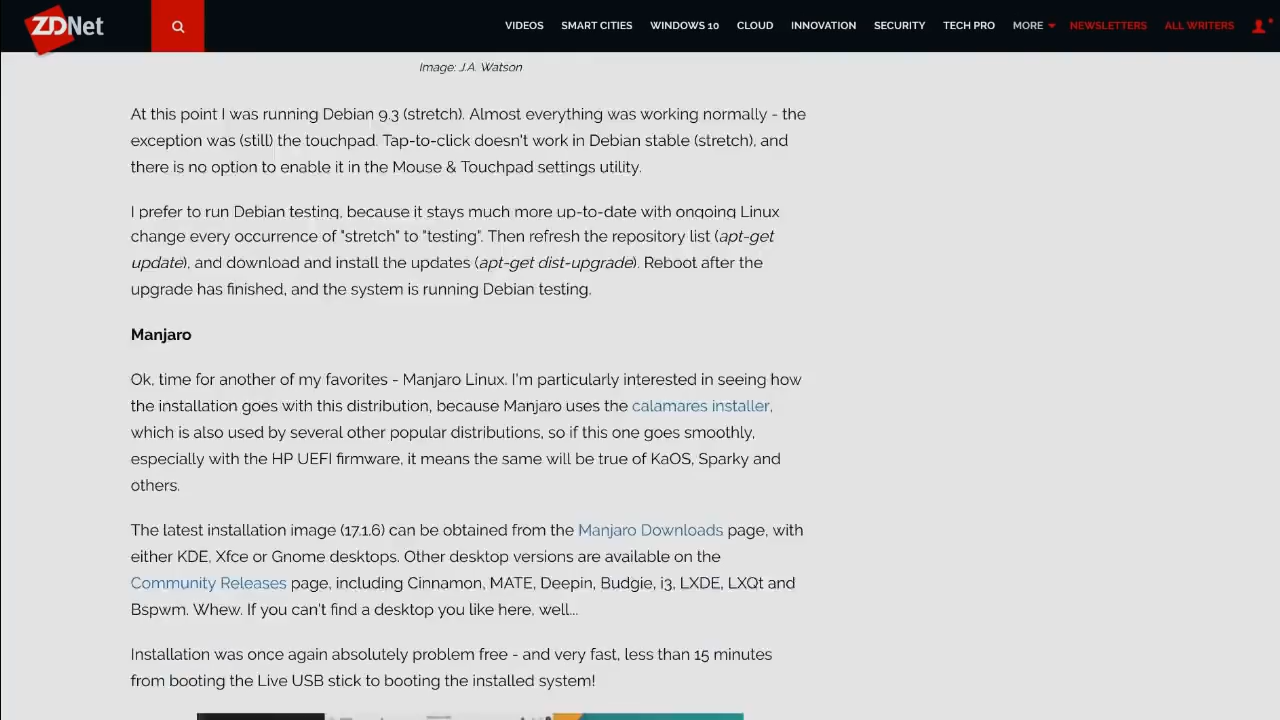 ZDNet
VIDEOS SMART CITIES WINDOWS 10 CLOUD INNOVATION SECURITY TECH PRO MORE NEWSLETTERS ALL WRITERS
Image: J.A. Watson
At this point I was running Debian 9.3 (stretch). Almost everything was working normally - the
exception was (still) the touchpad. Tap-to-click doesn't work in Debian stable (stretch), and
there is no option to enable it in the Mouse & Touchpad settings utility.
I prefer to run Debian testing, because it stays much more up-to-date with ongoing Linux
change every occurrence of "stretch" to "testing". Then refresh the repository list (apt-get
update), and download and install the updates (apt-get dist-upgrade). Reboot after the
upgrade has finished, and the system is running Debian testing.
Manjaro
Ok, time for another of my favorites - Manjaro Linux. I'm particularly interested in seeing how
the installation goes with this distribution, because Manjaro uses the calamares installer,
which is also used by several other popular distributions, so if this one goes smoothly,
especially with the HP UEFI firmware, it means the same will be true of KaOS, Sparky and
others.
The latest installation image (17.1.6) can be obtained from the Manjaro Downloads page, with
either KDE, Xfce or Gnome desktops. Other desktop versions are available on the
Community Releases page, including Cinnamon, MATE, Deepin, Budgie, i3, LXDE, LXQt and
Bspwm. Whew. If you can't find a desktop you like here, well...
Installation was once again absolutely problem free - and very fast, less than 15 minutes
from booting the Live USB stick to booting the installed system!